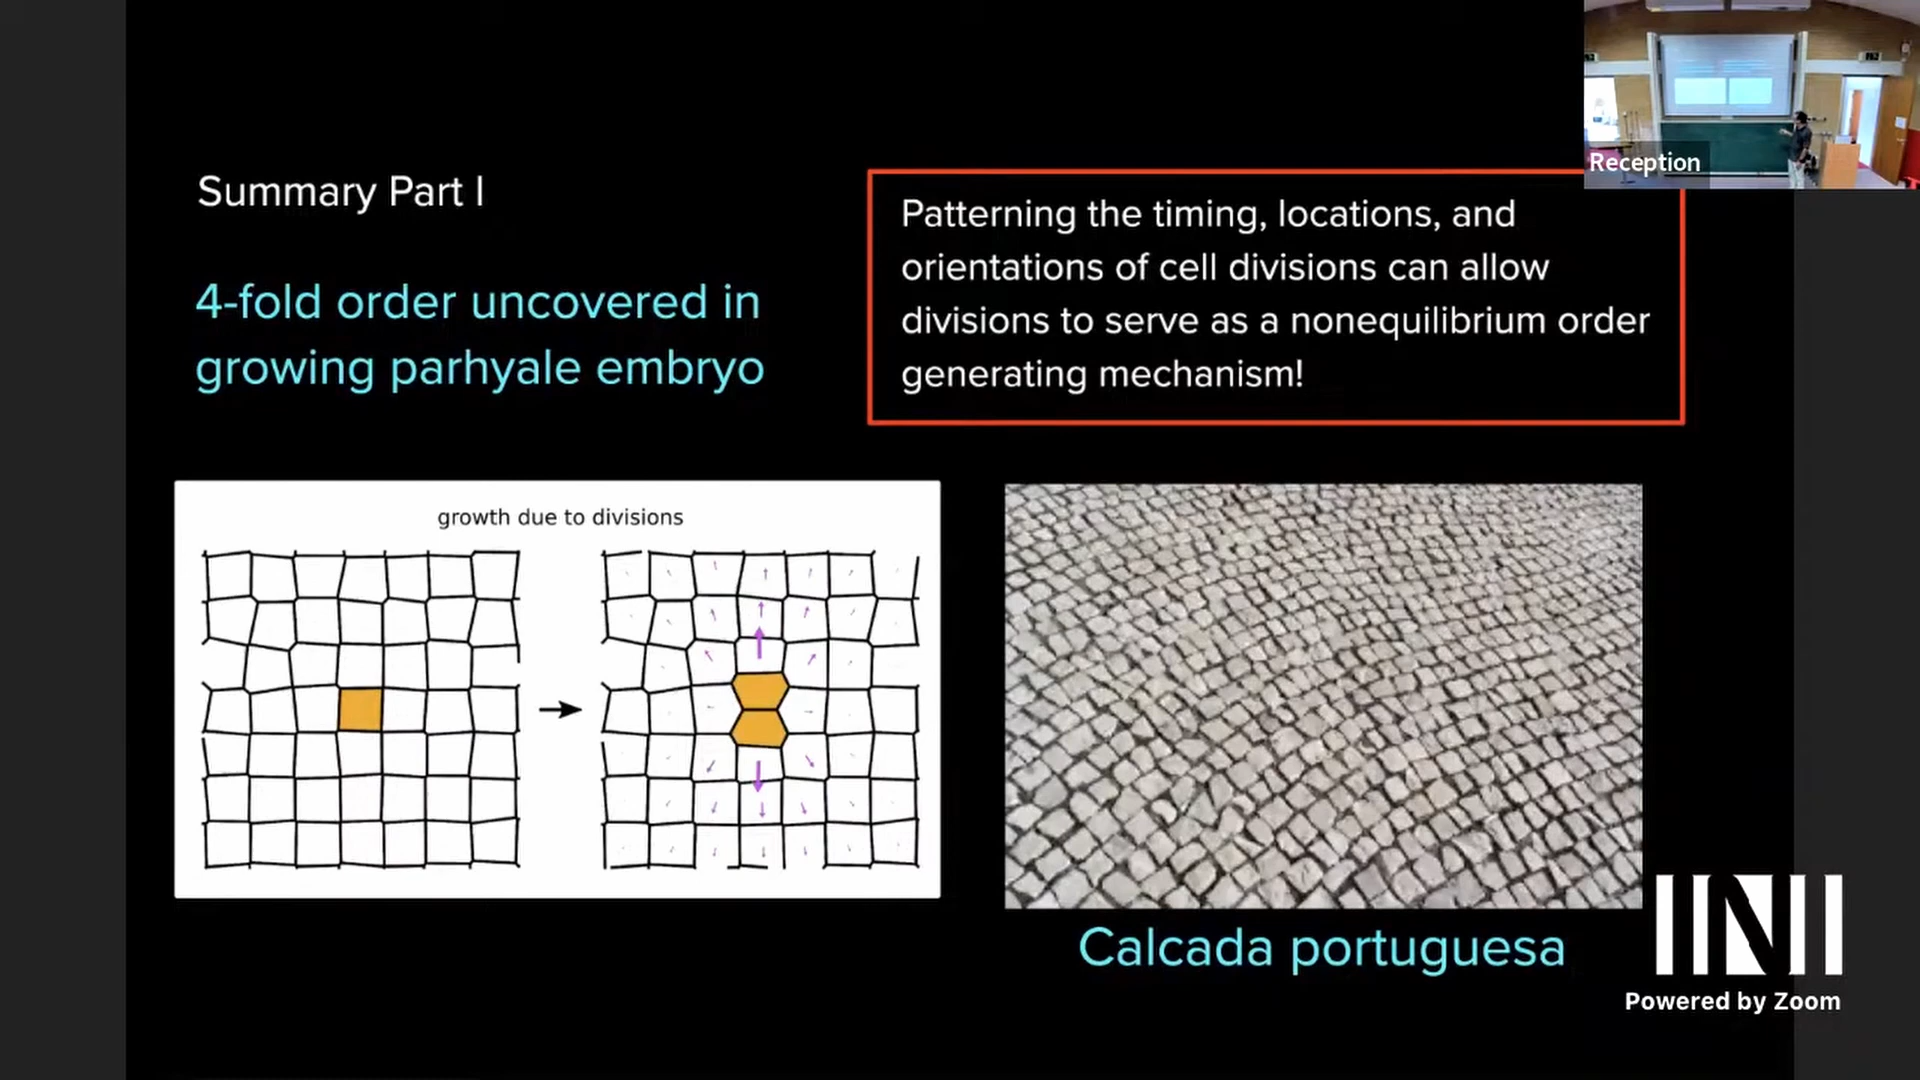 Reception
Summary Part I
4-fold order uncovered in
growing parhyale embryo
Patterning the timing, locations, and
orientations of cell divisions can allow
divisions to serve as a nonequilibrium order
generating mechanism!
growth due to divisions
Calcada portuguesa
INI
Powered by Zoom